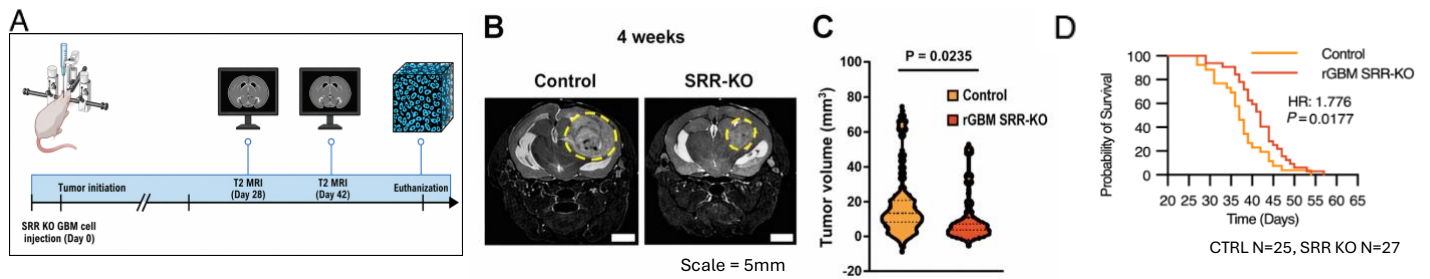 A
Tumor initiation
T2 MRI
(Day 28)
T2 MRI
(Day 42)
Euthanization
SRR KO GBM cell
injection (Day 0)
B
4 weeks
Control
SRR-KO
Scale = 5mm
C
P = 0.0235
Control
rGBM SRR-KO
Tumor volume (mm³)
100
80
60
40
20
0
-20
D
Control
rGBM SRR-KO
HR: 1.776
P=0.0177
Probability of Survival
100
80
60
40
20
0
20 25 30 35 40 45 50 55 60 65
Time (Days)
CTRL N=25, SRR KO N=27